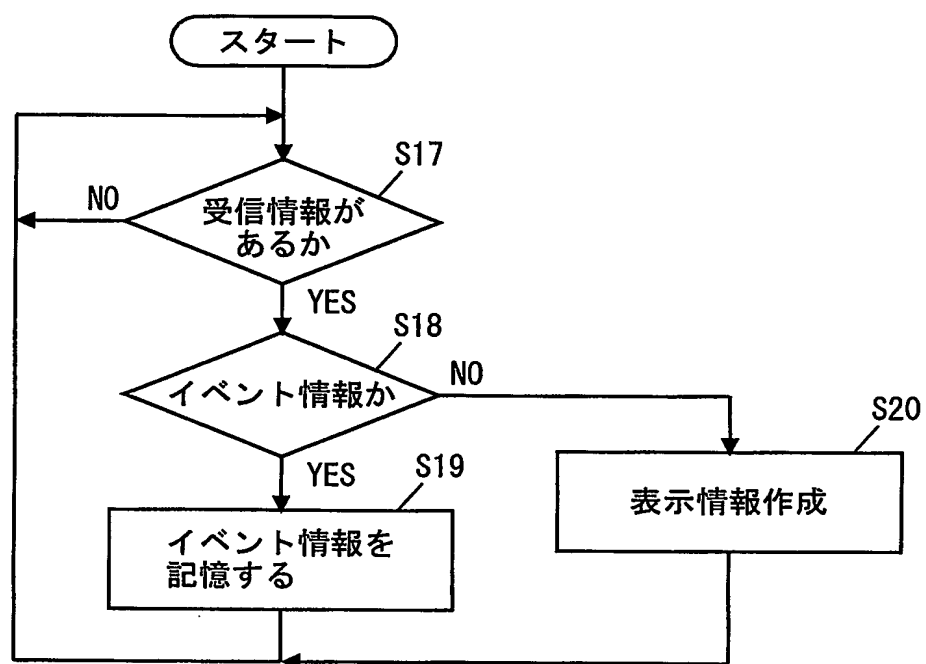 スタート
S17
NO
受信情報が
あるか
YES
S18
イベント情報か
NO
YES
S19
S20
イベント情報を
記憶する
表示情報作成